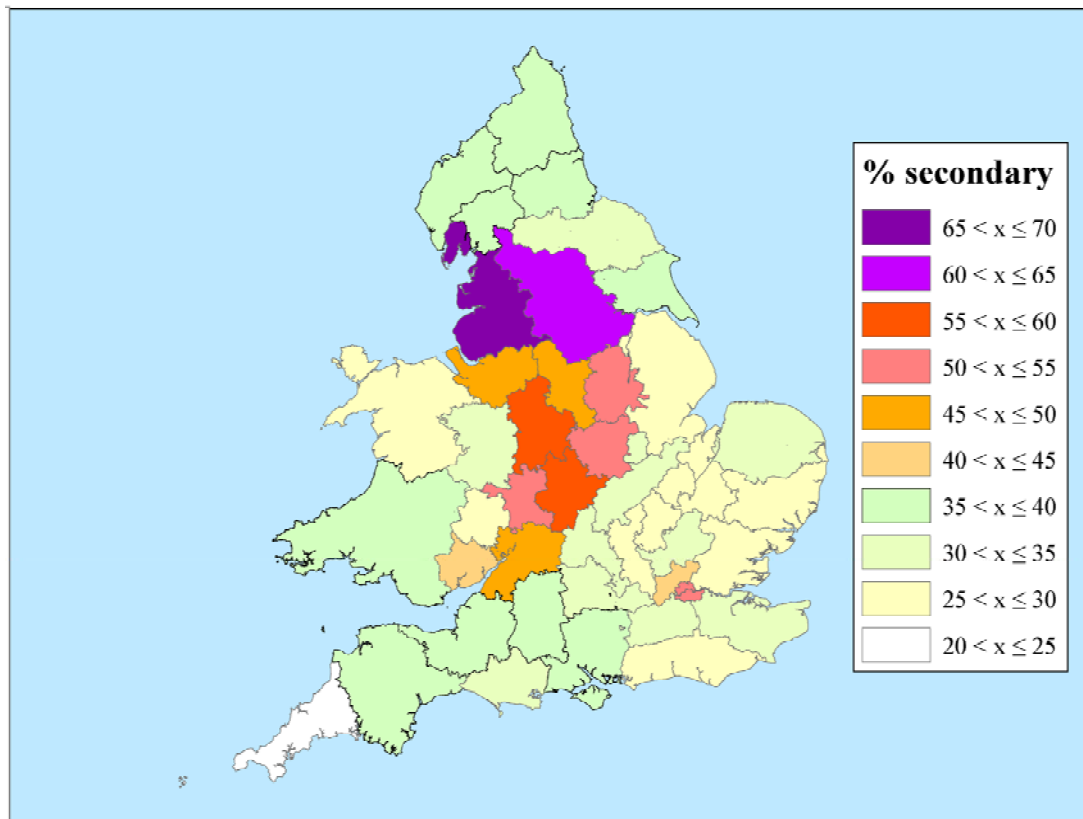 % secondary
65 < x ≤ 70
60 < x ≤ 65
55 < x ≤ 60
50 < x ≤ 55
45 < x ≤ 50
40 < x ≤ 45
35 < x ≤ 40
30 < x ≤ 35
25 < x ≤ 30
20 < x ≤ 25